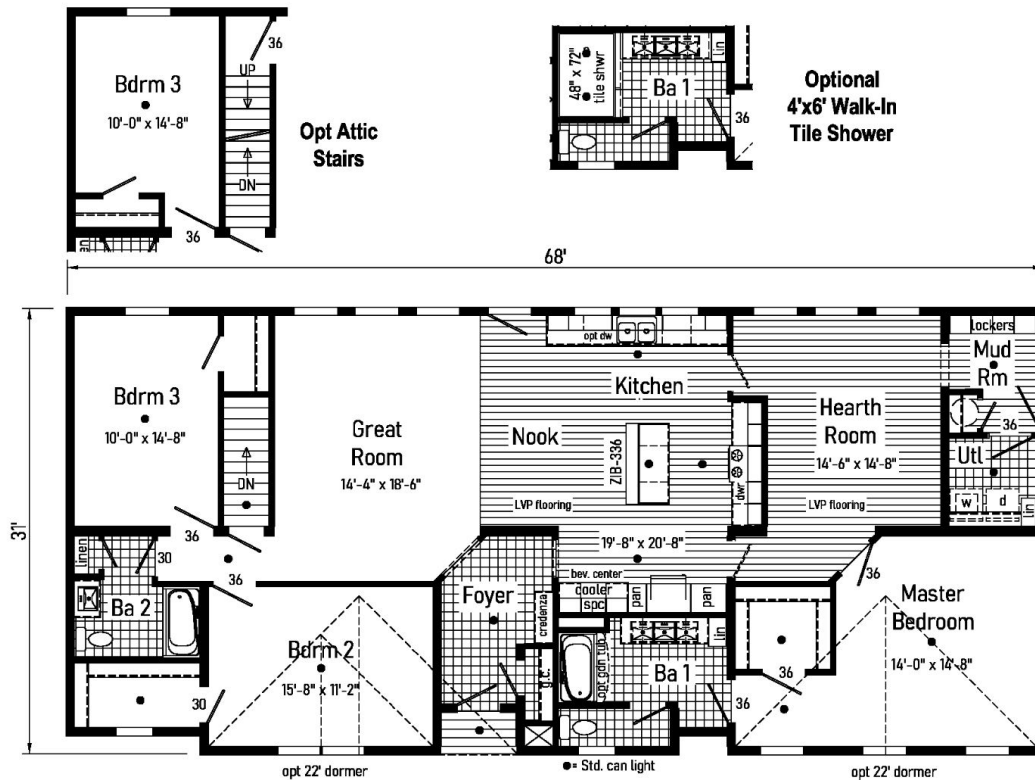 36
Bdrm 3
10'-0" x 14'-8"
UP
DN
36
Opt Attic
Stairs
48" x 72"
tile shwr
Ba 1
lin
36
Optional
4'x6' Walk-In
Tile Shower
68'
31'
Bdrm 3
10'-0" x 14'-8"
DN
Great
Room
14'-4" x 18'-6"
opt dw
Kitchen
Nook
ZIB-336
dwr
LVP flooring
19'-8" x 20'-8"
Hearth
Room
14'-6" x 14'-8"
LVP flooring
Lockers
Mud
Rm
36
Utl
w
d
lin
36
30
36
linen
Ba 2
30
Bdrm 2
15'-8" x 11'-2"
Foyer
credenza
g.c.
bev. center
cooler
spc
pan
pan
opt gdn tub
Ba 1
lin
36
36
36
Master
Bedroom
14'-0" x 14'-8"
opt 22' dormer
= Std. can light
opt 22' dormer